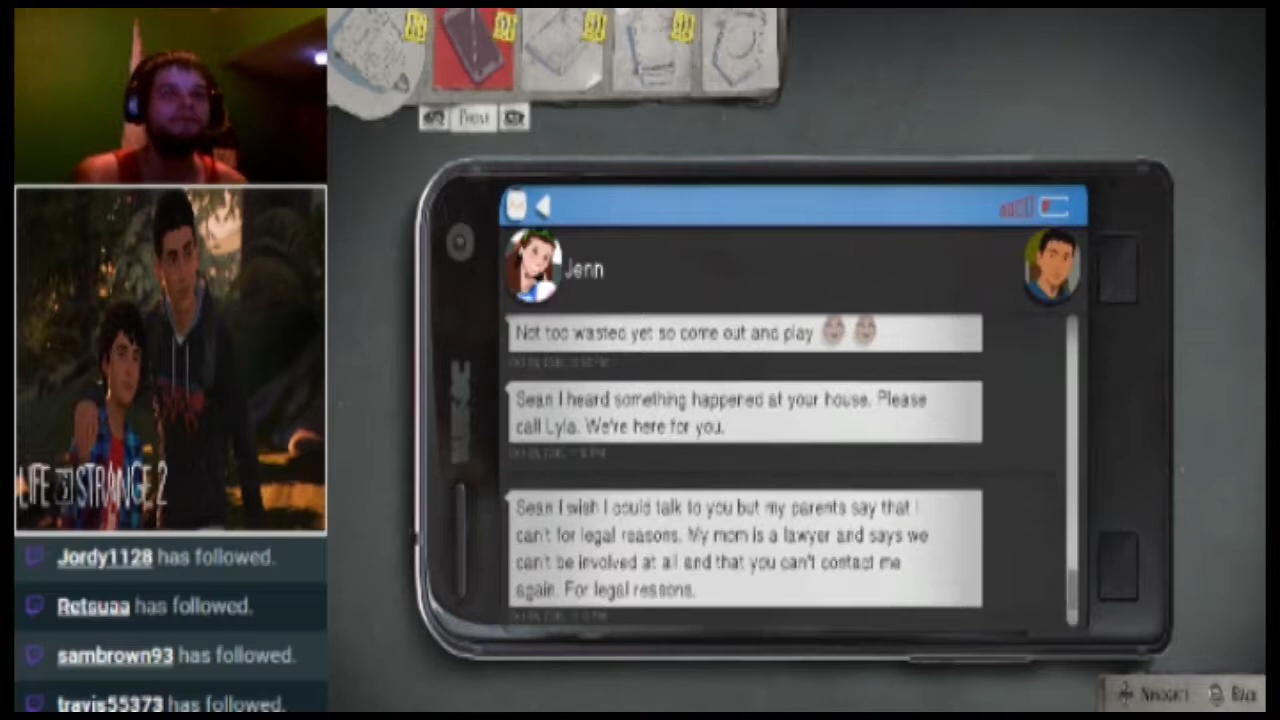 Phone
Jenn
Not too wasted yet so come out and play
Sean I heard something happened at your house. Please
call Lyla. We're here for you.
Sean I wish I could talk to you but my parents say that I
can't for legal reasons. My mom is a lawyer and says we
can't be involved at all and that you can't contact me
again. For legal reasons.
LIFE IS STRANGE 2
Jordy1128 has followed.
Retsuaa has followed.
sambrown93 has followed.
travis55373 has followed.
Back